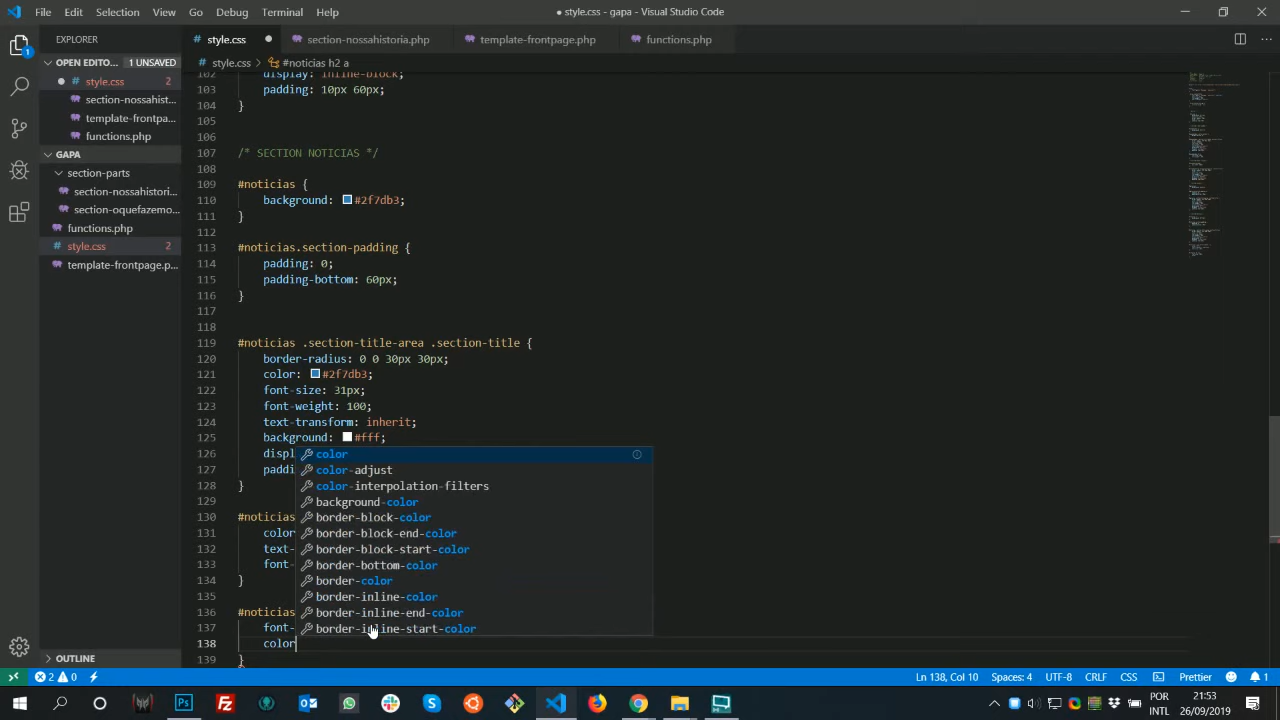 File Edit Selection View Go Debug Terminal Help
● style.css - gapa - Visual Studio Code
EXPLORER
style.css ●
section-nossahistoria.php
template-frontpage.php
functions.php
OPEN EDITO... 1 UNSAVED
style.css > #noticias h2 a
● style.css 2
section-nossahist...
template-frontpa...
functions.php
GAPA
section-parts
section-nossahistori...
section-oquefazemo...
functions.php
style.css 2
template-frontpage.p...
OUTLINE
1
102 display: inline-block;
103 padding: 10px 60px;
104 }
105
106
107 /* SECTION NOTICIAS */
108
109 #noticias {
110 background: #2f7db3;
111 }
112
113 #noticias.section-padding {
114 padding: 0;
115 padding-bottom: 60px;
116 }
117
118
119 #noticias .section-title-area .section-title {
120 border-radius: 0 0 30px 30px;
121 color: #2f7db3;
122 font-size: 31px;
123 font-weight: 100;
124 text-transform: inherit;
125 background: #fff;
126 displ
127 paddi
128 }
129
130 #noticias
131 color
132 text-
133 font-
134 }
135
136 #noticias
137 font-
138 color
139 }
color
color-adjust
color-interpolation-filters
background-color
border-block-color
border-block-end-color
border-block-start-color
border-bottom-color
border-color
border-inline-color
border-inline-end-color
border-inline-start-color
2 0
Ln 138, Col 10 Spaces: 4 UTF-8 CRLF CSS Prettier 1
Ps
POR
INTL
21:53
26/09/2019